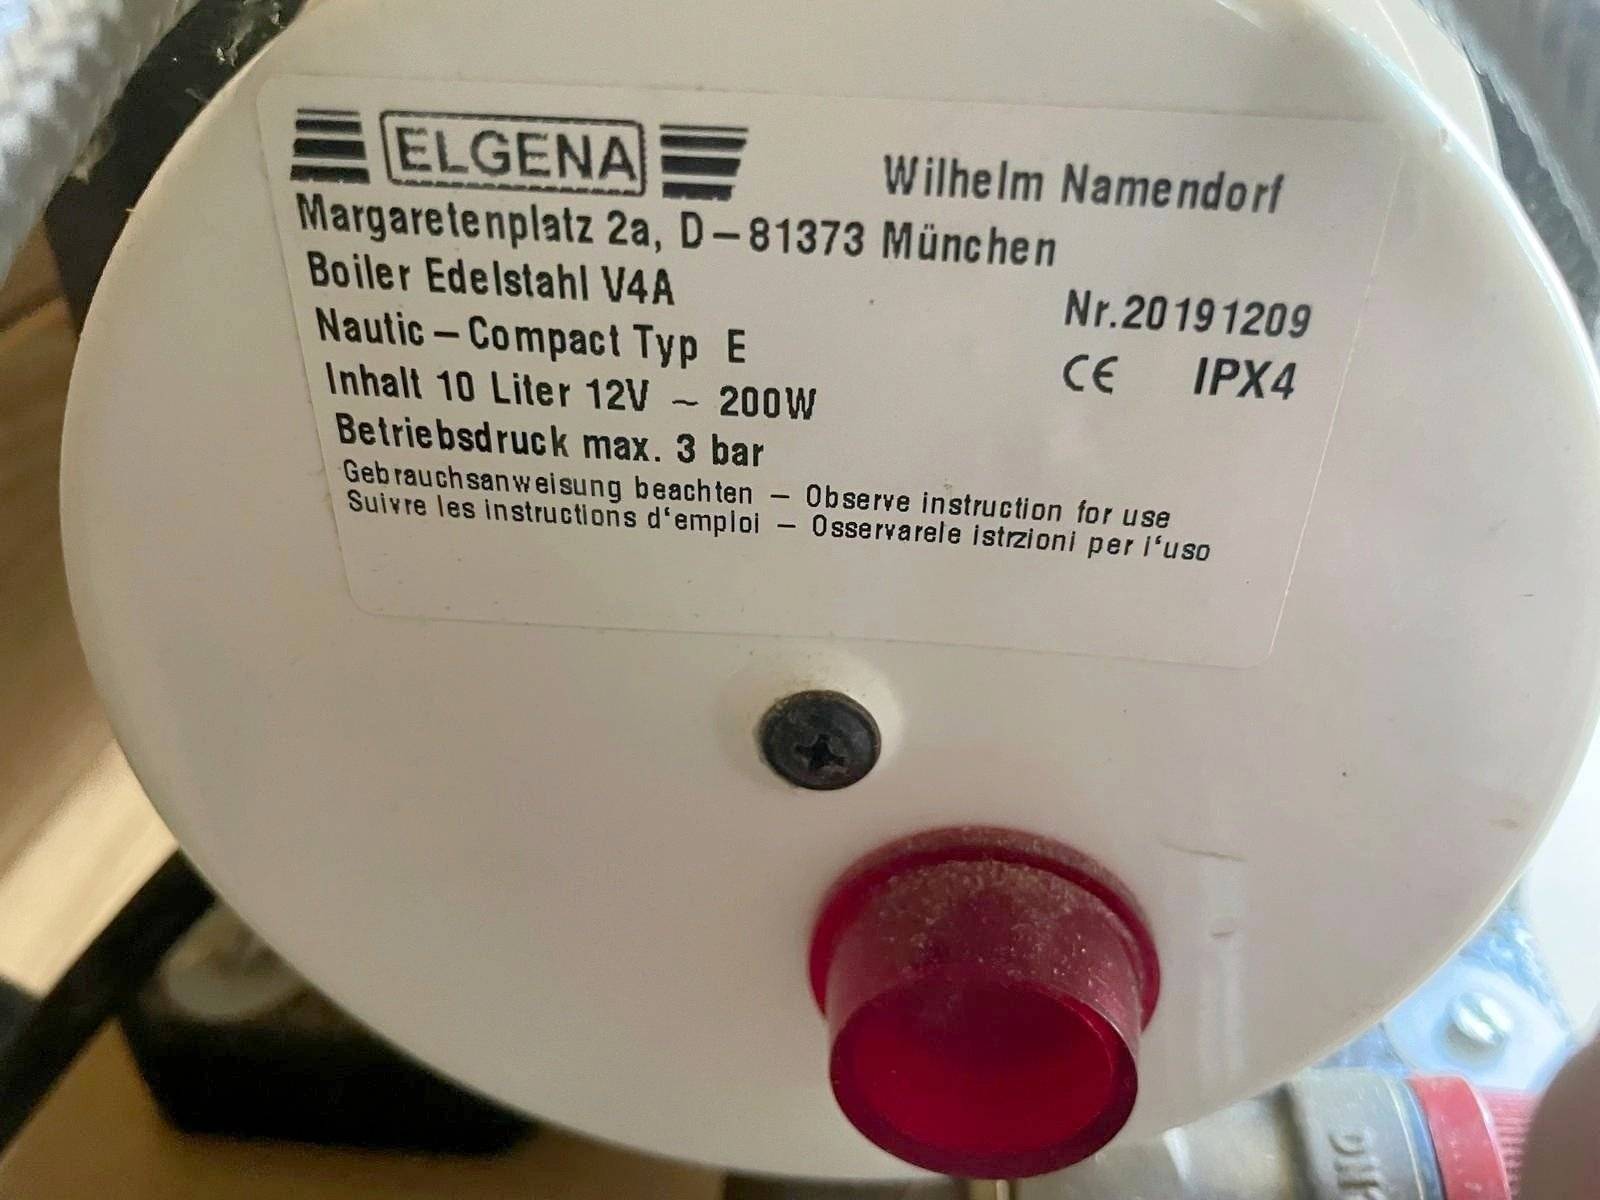 ELGENA
Wilhelm Namendorf
Margaretenplatz 2a, D-81373 München
Boiler Edelstahl V4A
Nr.20191209
Nautic-Compact Typ E
CE IPX4
Inhalt 10 Liter 12V ~ 200W
Betriebsdruck max. 3 bar
Gebrauchsanweisung beachten - Observe instruction for use
Suivre les instructions d'emploi - Osservarele istrzioni per l'uso